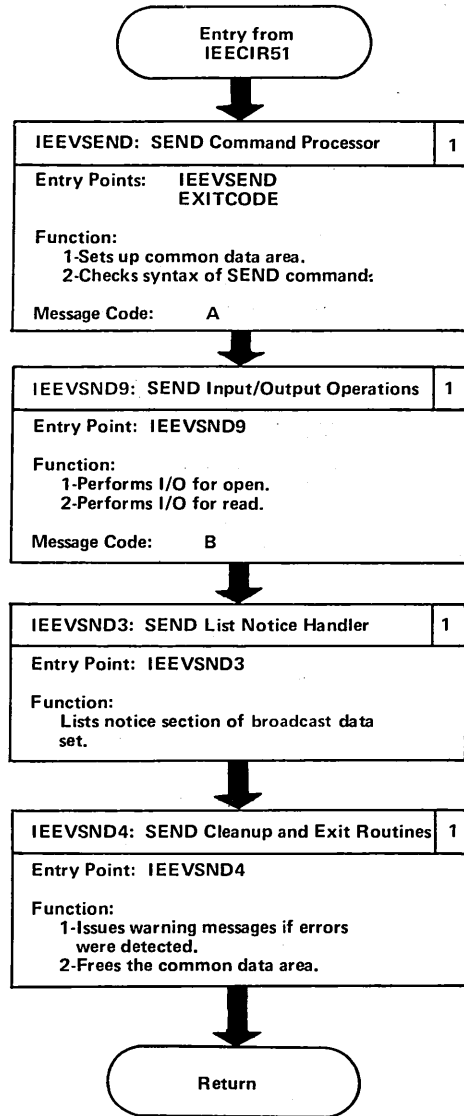 Entry from
IEECIR51
IEEVSEND: SEND Command Processor 1
Entry Points: IEEVSEND
EXITCODE
Function:
1-Sets up common data area.
2-Checks syntax of SEND command.
Message Code: A
IEEVSND9: SEND Input/Output Operations 1
Entry Point: IEEVSND9
Function:
1-Performs I/O for open.
2-Performs I/O for read.
Message Code: B
IEEVSND3: SEND List Notice Handler 1
Entry Point: IEEVSND3
Function:
Lists notice section of broadcast data
set.
IEEVSND4: SEND Cleanup and Exit Routines 1
Entry Point: IEEVSND4
Function:
1-Issues warning messages if errors
were detected.
2-Frees the common data area.
Return